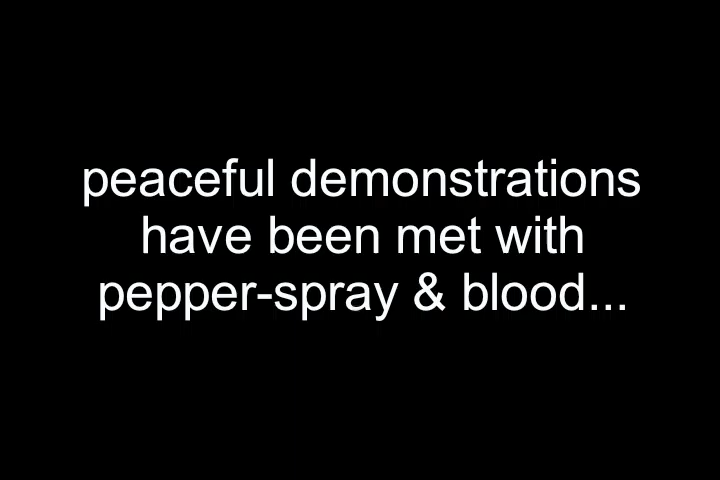 peaceful demonstrations
have been met with
pepper-spray & blood...